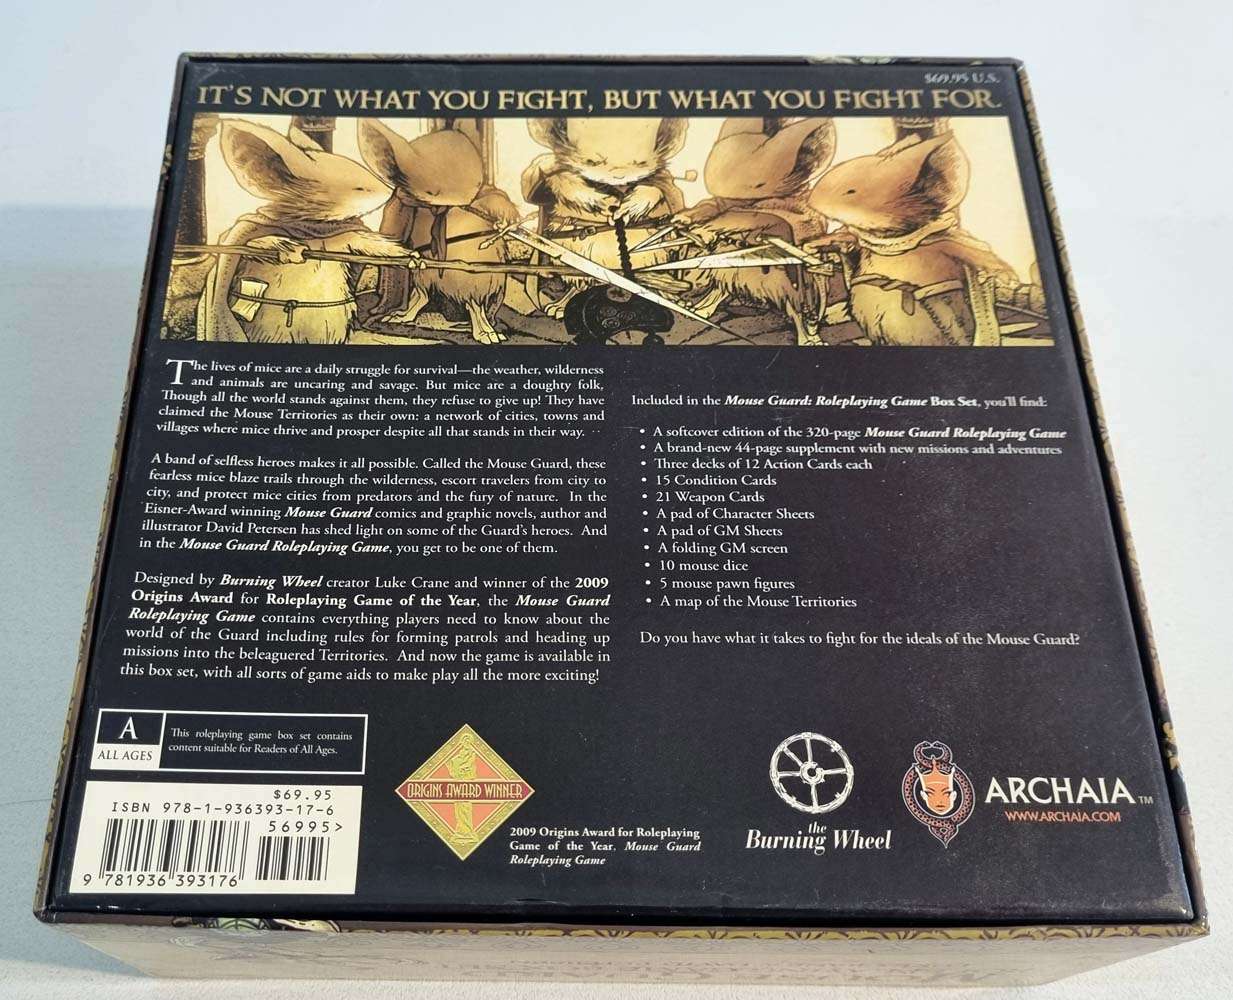 $69.95 U.S.
IT'S NOT WHAT YOU FIGHT, BUT WHAT YOU FIGHT FOR.
The lives of mice are a daily struggle for survival—the weather, wilderness
and animals are uncaring and savage. But mice are a doughty folk,
Though all the world stands against them, they refuse to give up! They have
claimed the Mouse Territories as their own: a network of cities, towns and
villages where mice thrive and prosper despite all that stands in their way.
A band of selfless heroes makes it all possible. Called the Mouse Guard, these
fearless mice blaze trails through the wilderness, escort travelers from city to
city, and protect mice cities from predators and the fury of nature. In the
Eisner-Award winning Mouse Guard comics and graphic novels, author and
illustrator David Petersen has shed light on some of the Guard's heroes. And
in the Mouse Guard Roleplaying Game, you get to be one of them.
Designed by Burning Wheel creator Luke Crane and winner of the 2009
Origins Award for Roleplaying Game of the Year, the Mouse Guard
Roleplaying Game contains everything players need to know about the
world of the Guard including rules for forming patrols and heading up
missions into the beleaguered Territories. And now the game is available in
this box set, with all sorts of game aids to make play all the more exciting!
Included in the Mouse Guard: Roleplaying Game Box Set, you'll find:
• A softcover edition of the 320-page Mouse Guard Roleplaying Game
• A brand-new 44-page supplement with new missions and adventures
• Three decks of 12 Action Cards each
• 15 Condition Cards
• 21 Weapon Cards
• A pad of Character Sheets
• A pad of GM Sheets
• A folding GM screen
• 10 mouse dice
• 5 mouse pawn figures
• A map of the Mouse Territories
Do you have what it takes to fight for the ideals of the Mouse Guard?
A
ALL AGES
This roleplaying game box set contains
content suitable for Readers of All Ages.
$69.95
ISBN 978-1-936393-17-6
56995>
9 781936 393176
ORIGINS AWARD WINNER
2009 Origins Award for Roleplaying
Game of the Year, Mouse Guard
Roleplaying Game
the
Burning Wheel
ARCHAIA™
WWW.ARCHAIA.COM